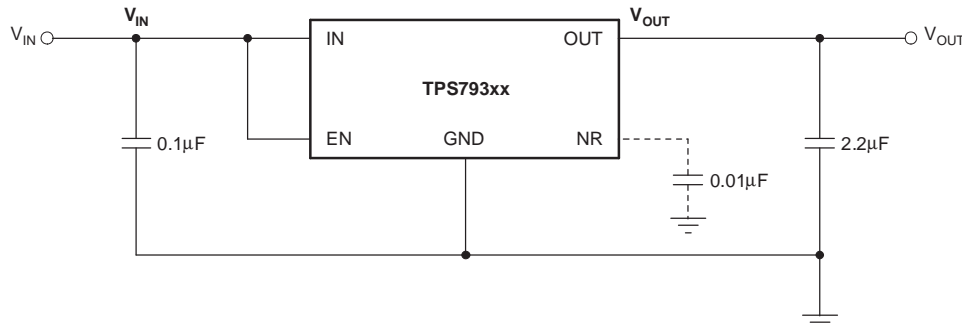 V_IN
V_IN
V_OUT
V_OUT
IN
OUT
TPS793xx
EN
GND
NR
0.1μF
0.01μF
2.2μF